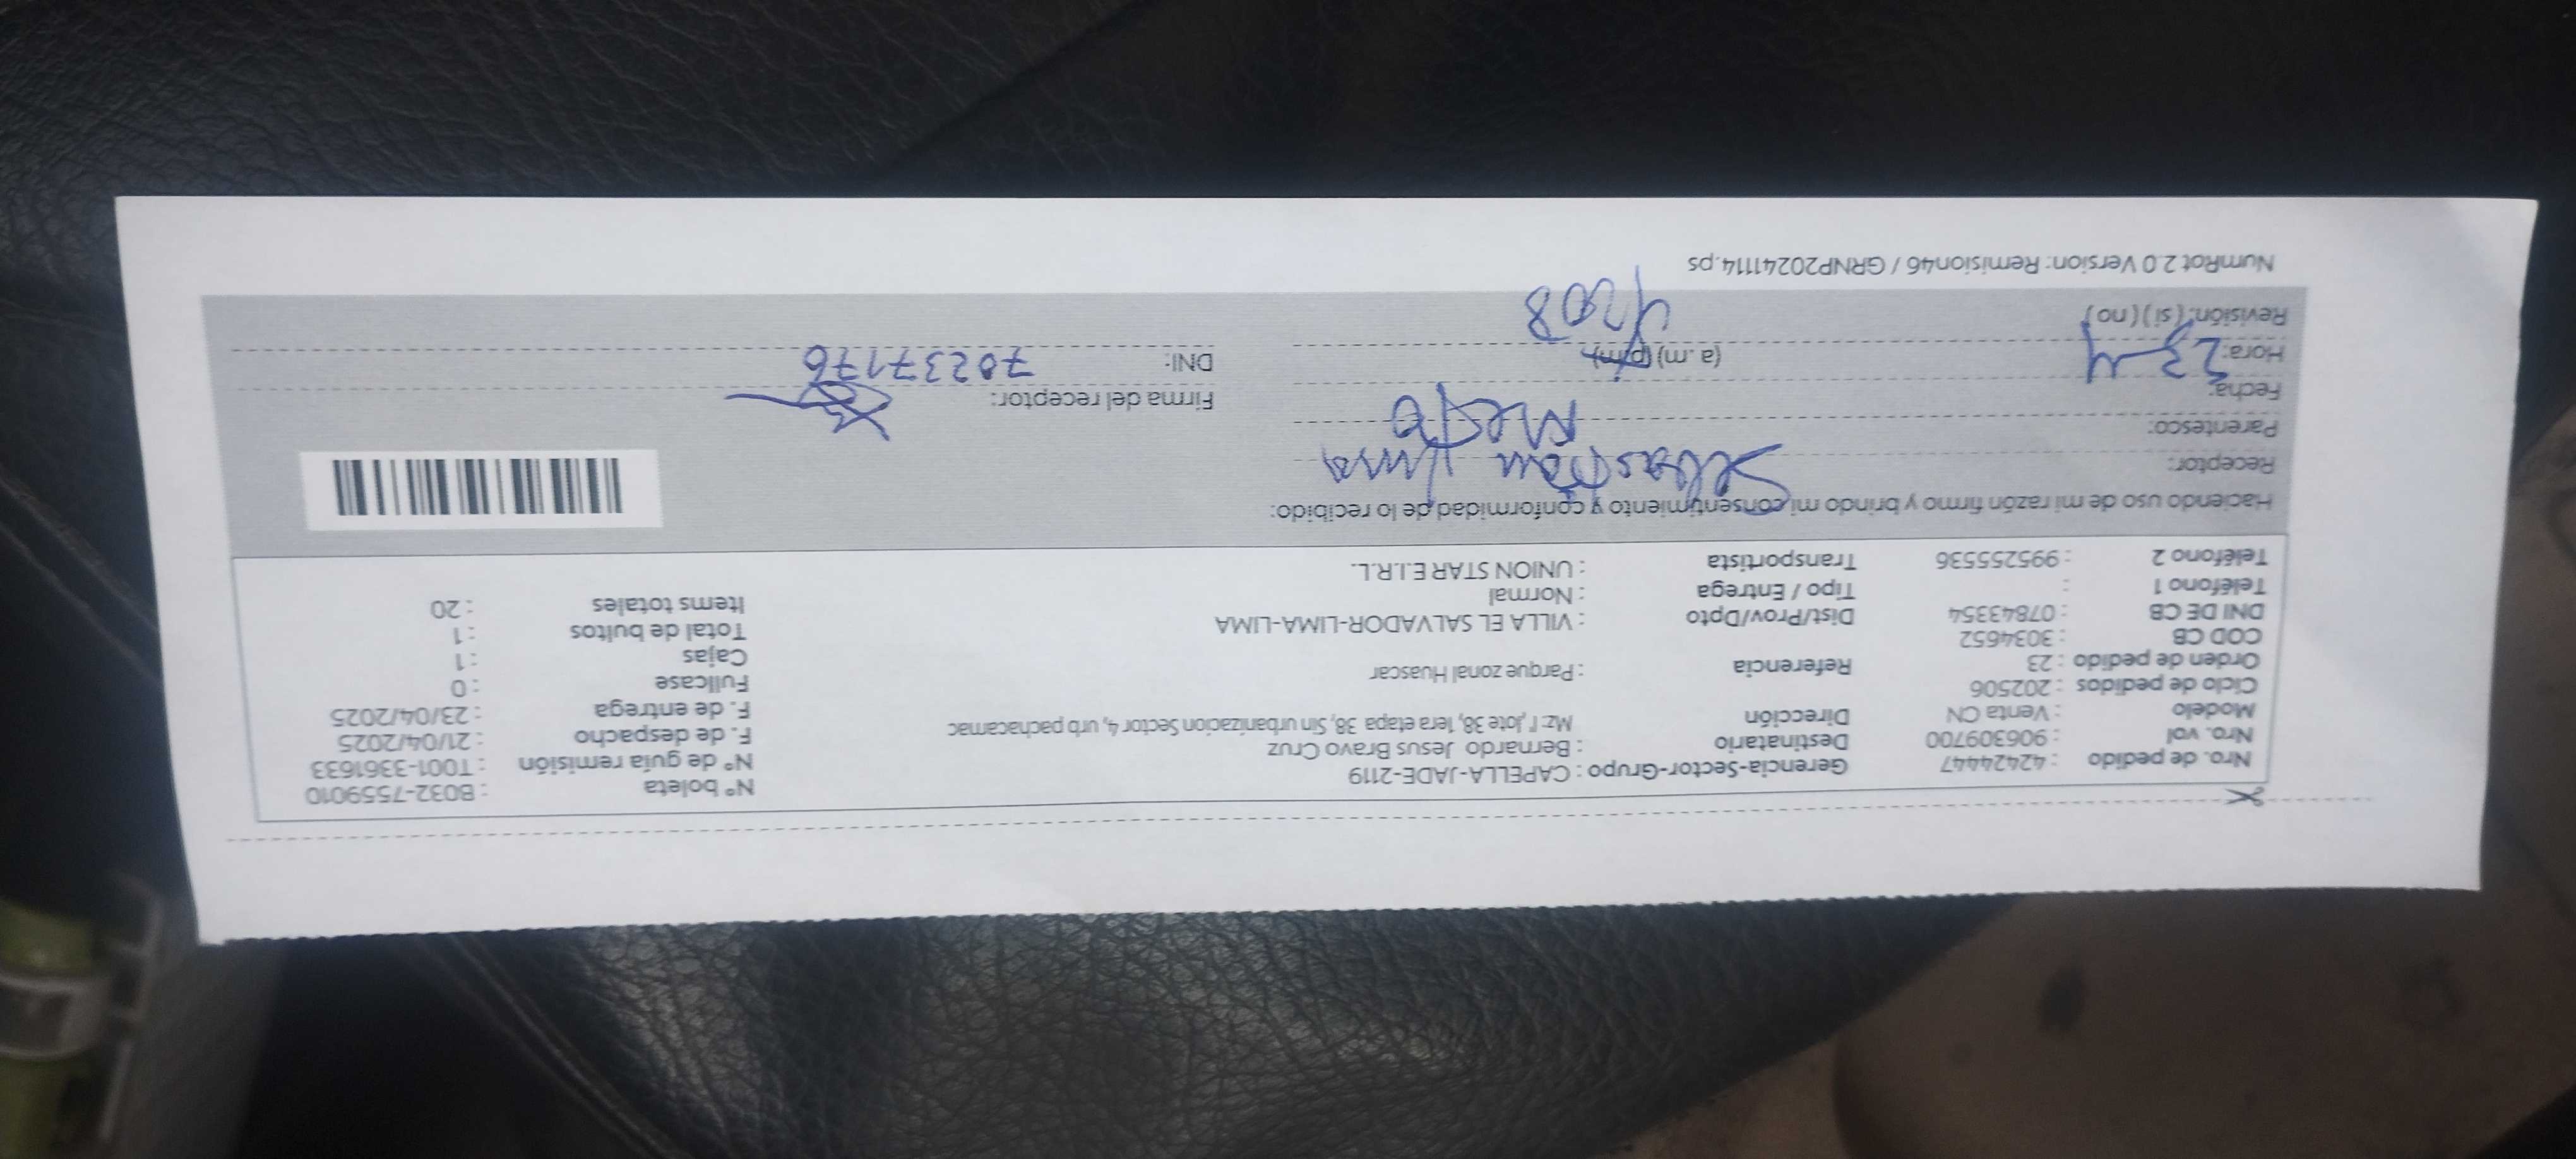 Nro. de pedido : 42424447 Gerencia-Sector-Grupo : CAPELLA-JADE-2119 N° boleta : B032-7559010
Nro. vol : 906309700 Destinatario : Bernardo Jesus Bravo Cruz N° de guía remisión : T001-3361633
Modelo : Venta CN Dirección Mz: I', lote 38, 1era etapa 38, Sin urbanizacion Sector 4, urb pachacamac F. de despacho : 21/04/2025
Ciclo de pedidos : 202506 F. de entrega : 23/04/2025
Orden de pedido : 23 Referencia : Parque zonal Huascar Fullcase : 0
COD CB : 3034652 Cajas : 1
DNI DE CB : 07843354 Dist/Prov/Dpto : VILLA EL SALVADOR-LIMA-LIMA Total de bultos : 1
Teléfono 1 : Tipo / Entrega : Normal Items totales : 20
Teléfono 2 : 995255536 Transportista : UNION STAR E.I.R.L.
Haciendo uso de mi razón firmo y brindo mi consentimiento y conformidad de lo recibido:
Receptor: Sebastian
Parentesco:
Fecha: Firma del receptor:
Hora: 23-4 (a.m) (p.m) DNI: 70237176
Revisión: (si) (no)
NumRot 2.0 Version: Remision46 / GRNP20241114.ps